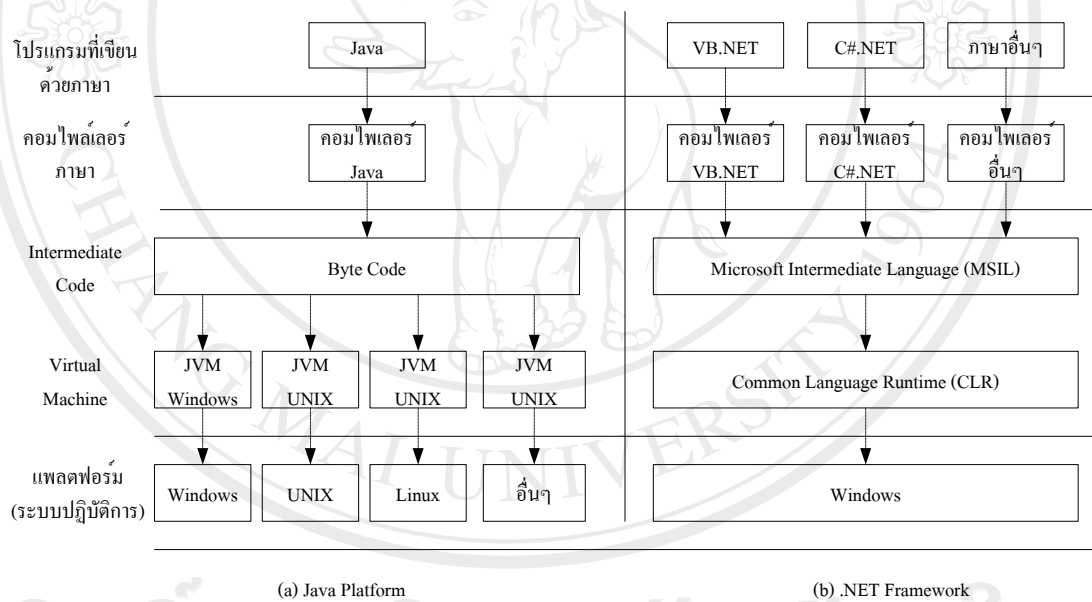 โปรแกรมที่เขียน
ด้วยภาษา
Java
VB.NET
C#.NET
ภาษาอื่นๆ
คอมไพล์เลอร์
ภาษา
คอมไพเลอร์
Java
คอมไพเลอร์
VB.NET
คอมไพเลอร์
C#.NET
คอมไพเลอร์
อื่นๆ
Intermediate
Code
Byte Code
Microsoft Intermediate Language (MSIL)
Virtual
Machine
JVM
Windows
JVM
UNIX
JVM
UNIX
JVM
UNIX
Common Language Runtime (CLR)
แพลตฟอร์ม
(ระบบปฏิบัติการ)
Windows
UNIX
Linux
อื่นๆ
Windows
(a) Java Platform
(b) .NET Framework
CHIANG MAI UNIVERSITY 1964